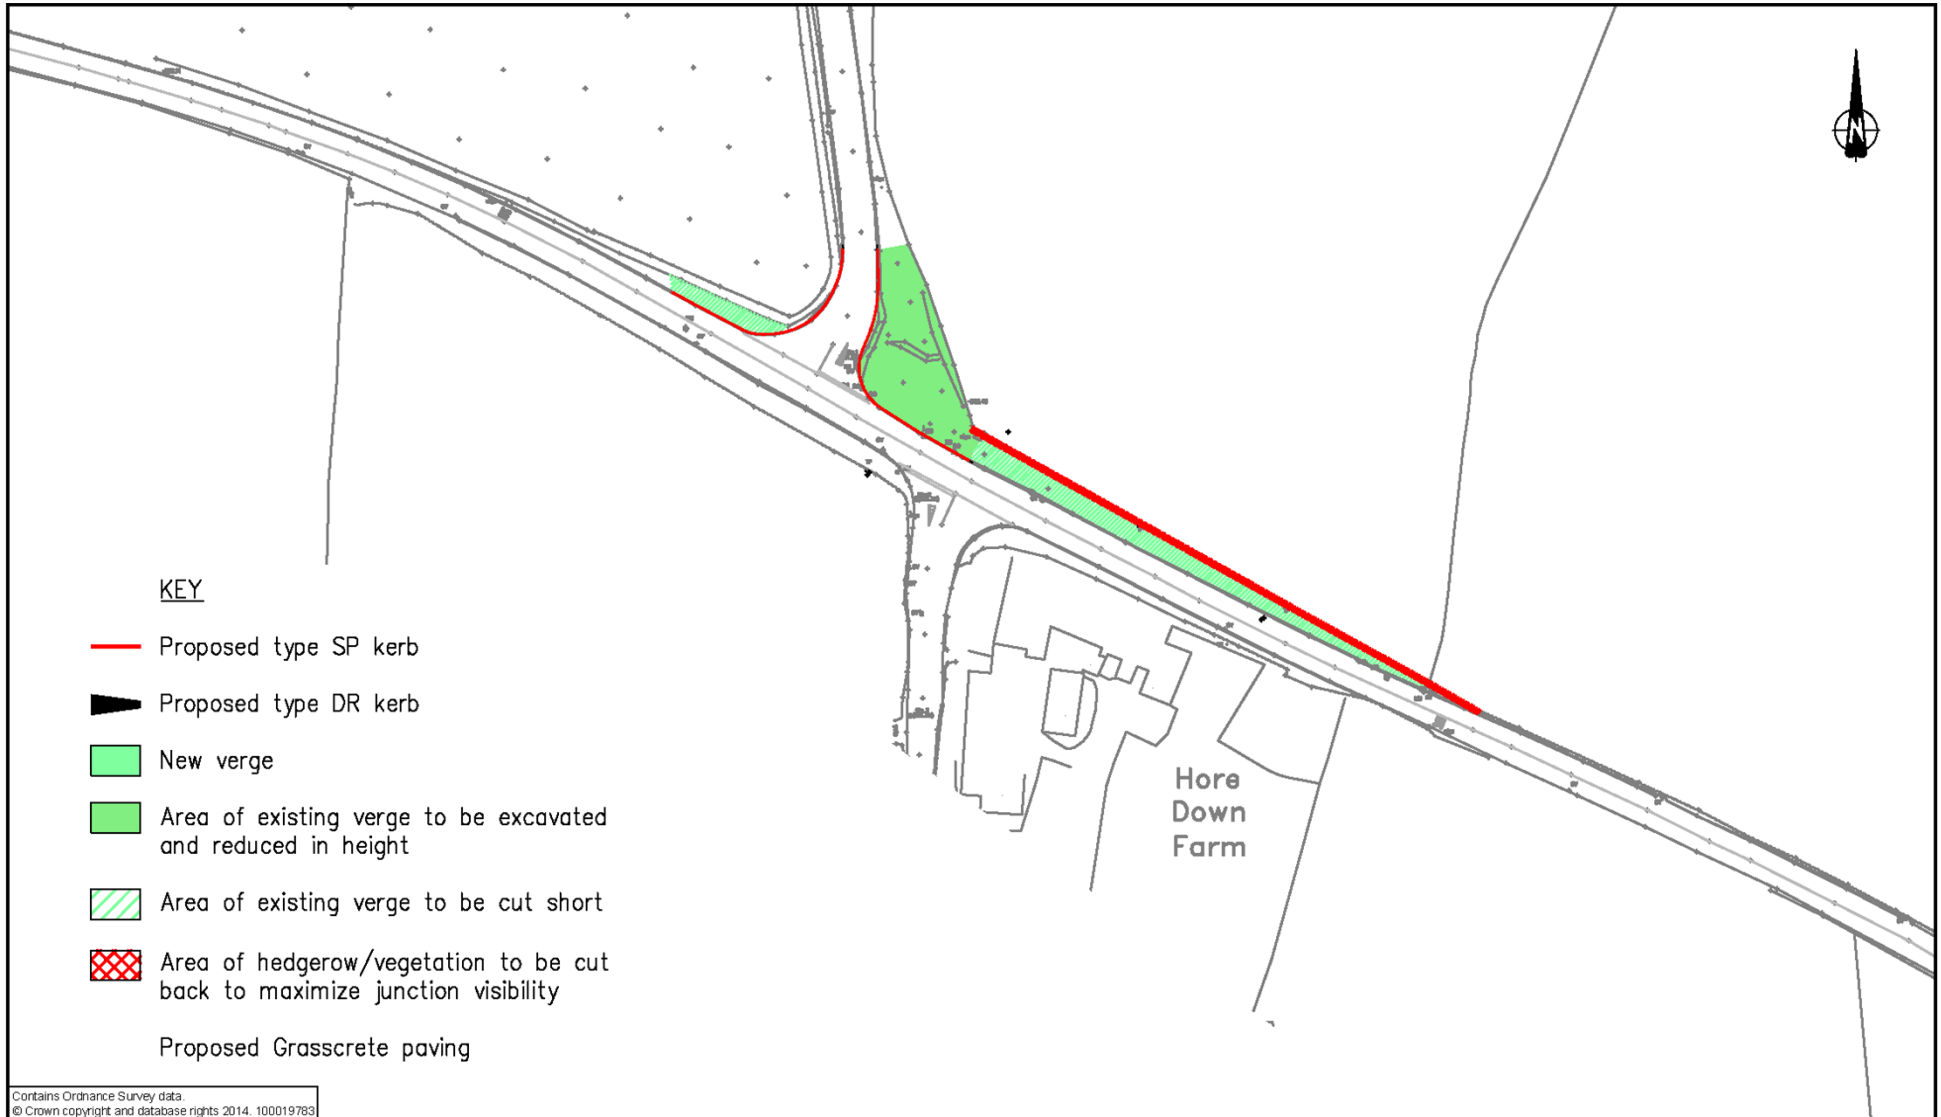 N
KEY
Proposed type SP kerb
Proposed type DR kerb
New verge
Area of existing verge to be excavated
and reduced in height
Area of existing verge to be cut short
Area of hedgerow/vegetation to be cut
back to maximize junction visibility
Proposed Grasscrete paving
Hore
Down
Farm
Contains Ordnance Survey data.
© Crown copyright and database rights 2014. 100019783